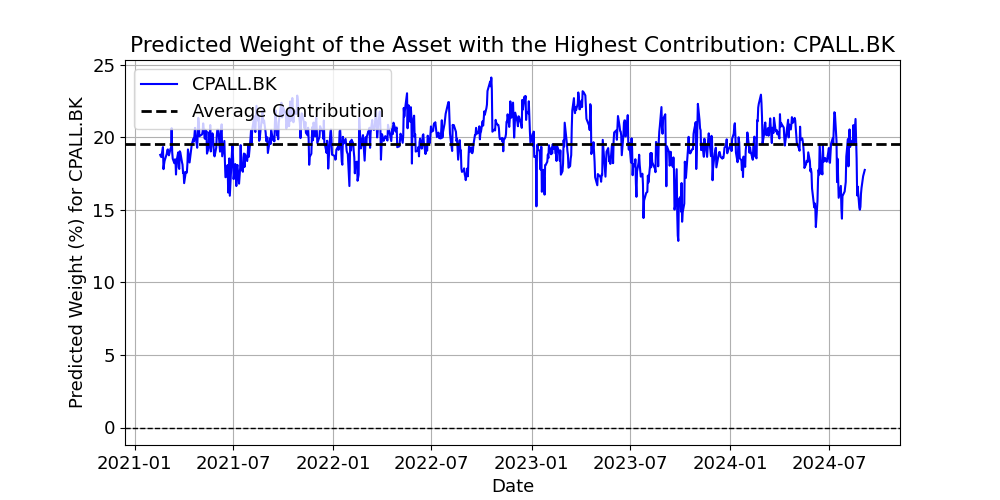 Predicted Weight of the Asset with the Highest Contribution: CPALL.BK
CPALL.BK
Average Contribution
Predicted Weight (%) for CPALL.BK
25
20
15
10
5
0
2021-01 2021-07 2022-01 2022-07 2023-01 2023-07 2024-01 2024-07
Date